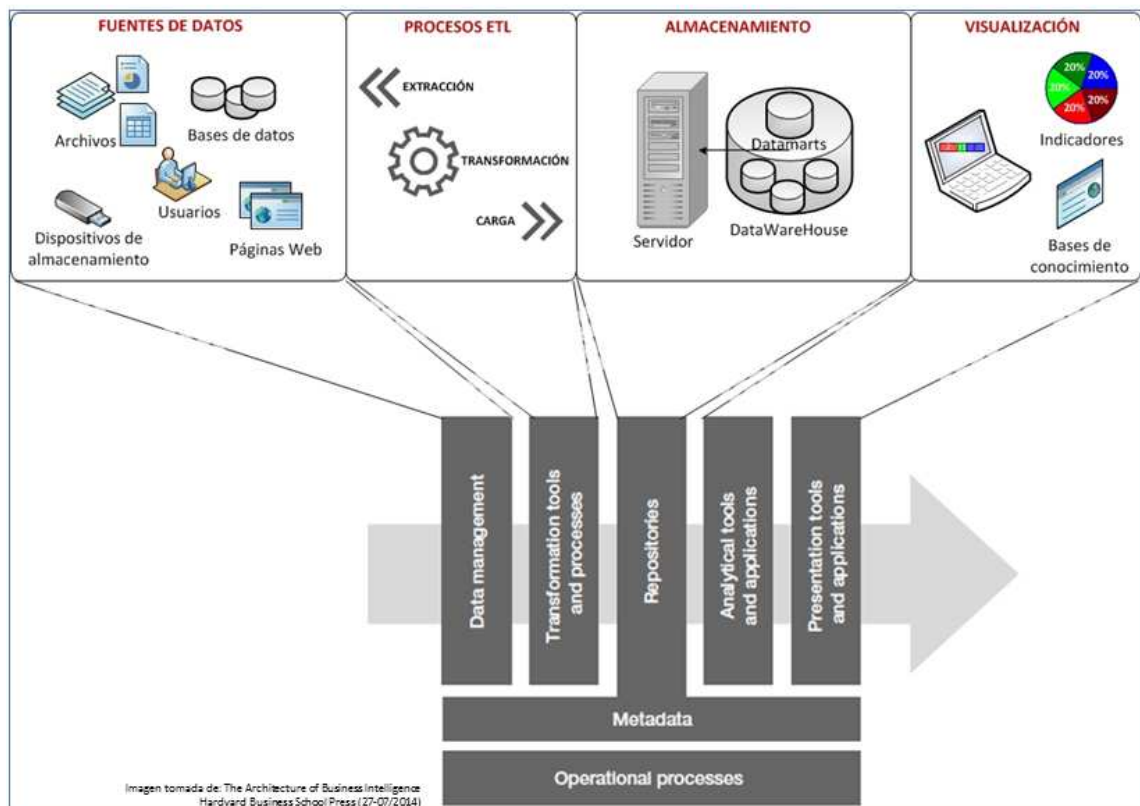 FUENTES DE DATOS
Archivos
Bases de datos
Usuarios
Dispositivos de
almacenamiento
Páginas Web
PROCESOS ETL
EXTRACCIÓN
TRANSFORMACIÓN
CARGA
ALMACENAMIENTO
Servidor
Datamarts
DataWareHouse
VISUALIZACIÓN
20%
20%
20%
20%
20%
Indicadores
Bases de
conocimiento
Data management
Transformation tools
and processes
Repositories
Analytical tools
and applications
Presentation tools
and applications
Metadata
Operational processes
Imagen tomada de: The Architecture of Business Intelligence
Hardvard Business School Press (27-07/2014)